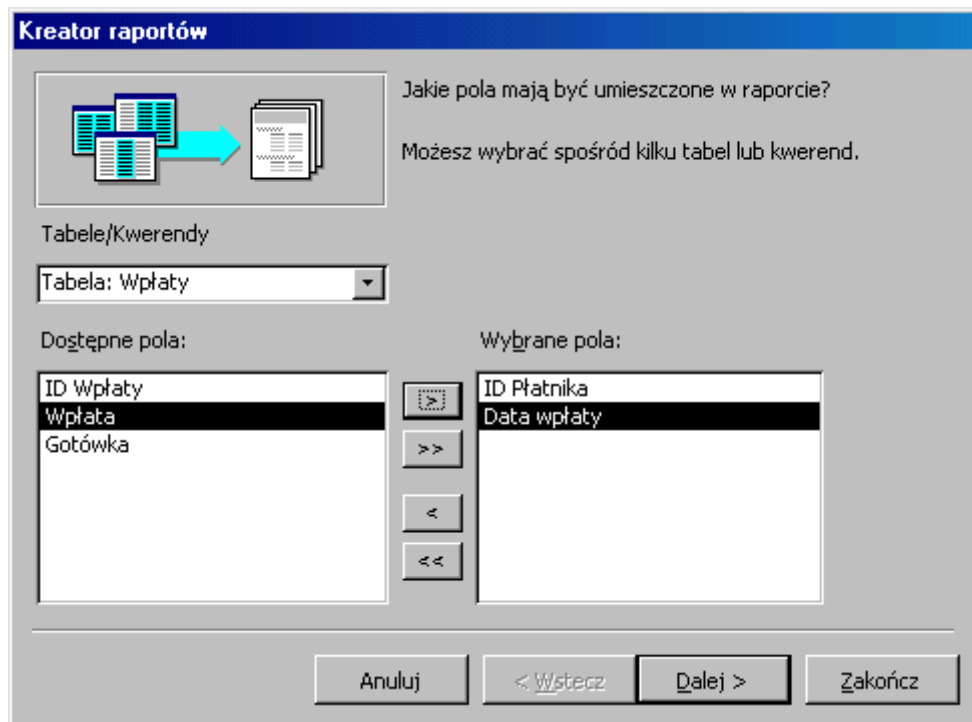 Kreator raportów
Jakie pola mają być umieszczone w raporcie?
Możesz wybrać spośród kilku tabel lub kwerend.
Tabele/Kwerendy
Tabela: Wpłaty
Dostępne pola:
Wybrane pola:
ID Wpłaty
Wpłata
Gotówka
>
>>
<
<<
ID Płatnika
Data wpłaty
Anuluj
< Wstecz
Dalej >
Zakończ